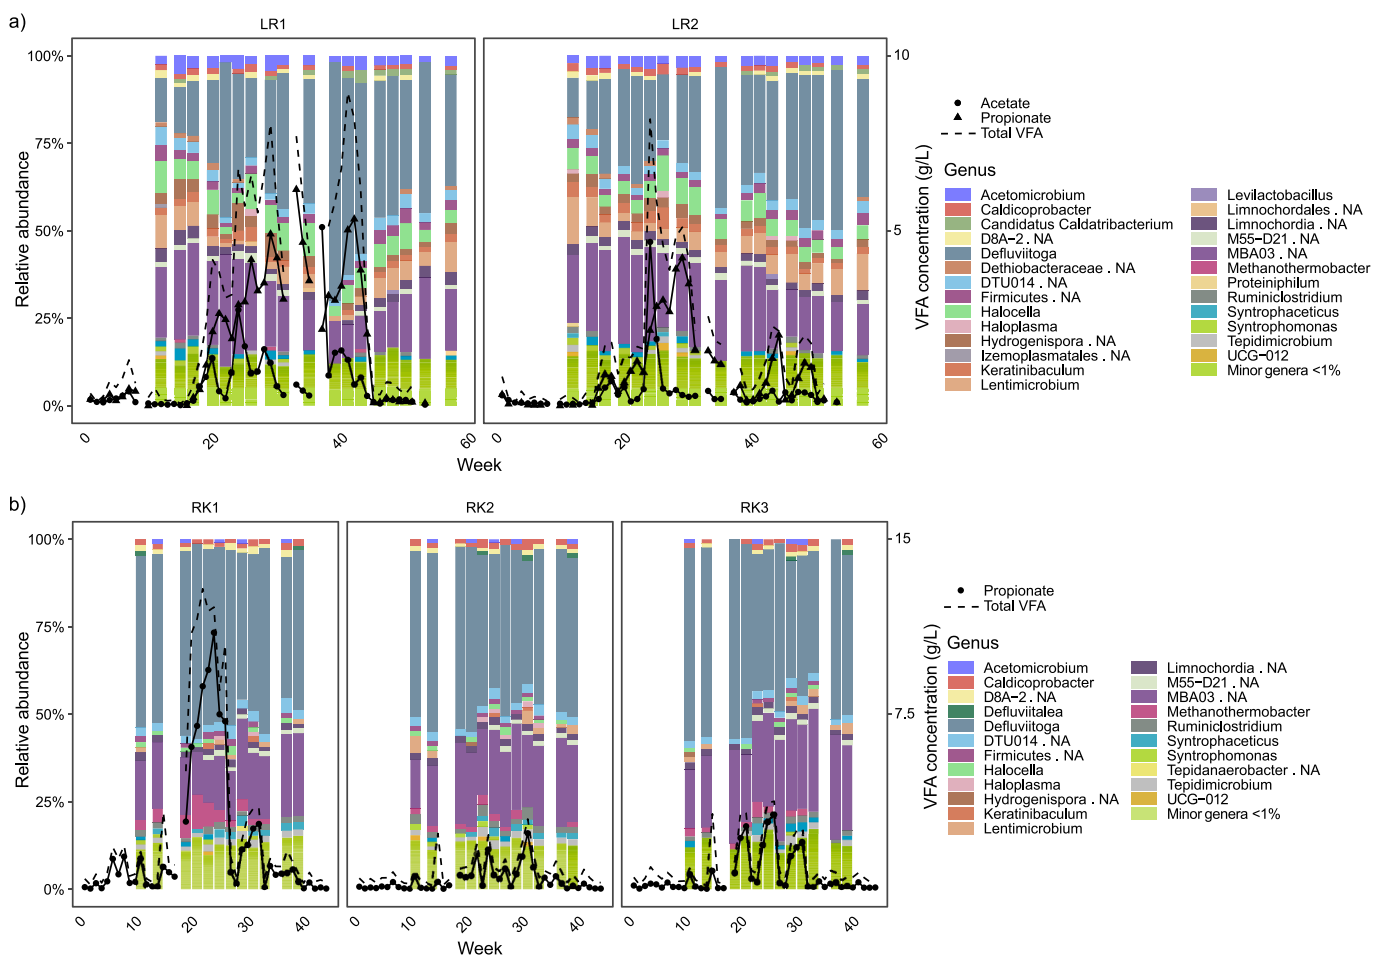 a)
LR1
LR2
100%
75%
50%
25%
0%
Relative abundance
10
5
VFA concentration (g/L)
0
20
40
60
0
20
40
60
Week
Acetate
Propionate
Total VFA
Genus
Acetomicrobium
Caldicoprobacter
Candidatus Caldatribacterium
D8A−2 . NA
Defluviitoga
Dethiobacteraceae . NA
DTU014 . NA
Firmicutes . NA
Halocella
Haloplasma
Hydrogenispora . NA
Izemoplasmatales . NA
Keratinibaculum
Lentimicrobium
Levilactobacillus
Limnochordales . NA
Limnochordia . NA
M55−D21 . NA
MBA03 . NA
Methanothermobacter
Proteiniphilum
Ruminiclostridium
Syntrophaceticus
Syntrophomonas
Tepidimicrobium
UCG−012
Minor genera <1%
b)
RK1
RK2
RK3
100%
75%
50%
25%
0%
Relative abundance
15
7.5
VFA concentration (g/L)
0
10
20
30
40
0
10
20
30
40
0
10
20
30
40
Week
Propionate
Total VFA
Genus
Acetomicrobium
Caldicoprobacter
D8A−2 . NA
Defluviitalea
Defluviitoga
DTU014 . NA
Firmicutes . NA
Halocella
Haloplasma
Hydrogenispora . NA
Keratinibaculum
Lentimicrobium
Limnochordia . NA
M55−D21 . NA
MBA03 . NA
Methanothermobacter
Ruminiclostridium
Syntrophaceticus
Syntrophomonas
Tepidanaerobacter . NA
Tepidimicrobium
UCG−012
Minor genera <1%